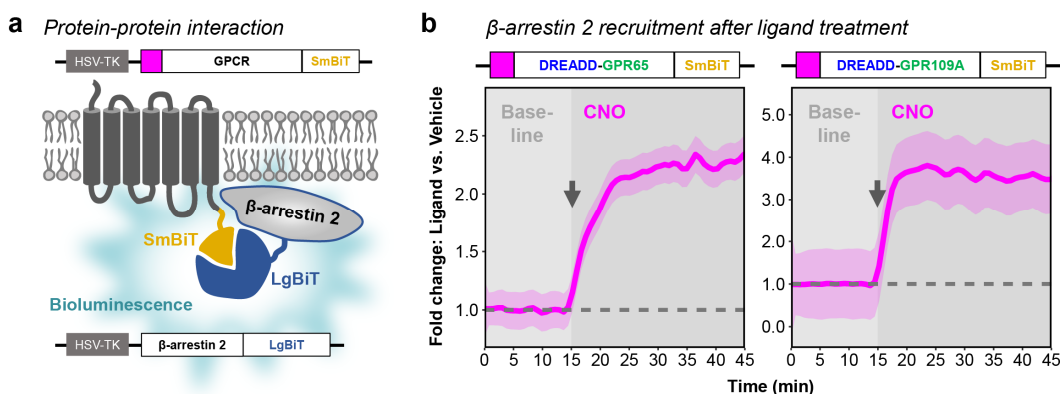 a
Protein-protein interaction
HSV-TK
GPCR
SmBiT
β-arrestin 2
SmBiT
LgBiT
Bioluminescence
HSV-TK
β-arrestin 2
LgBiT
b
β-arrestin 2 recruitment after ligand treatment
DREADD-GPR65
SmBiT
Fold change: Ligand vs. Vehicle
Base-
line
CNO
2.5
2.0
1.5
1.0
0
5
10
15
20
25
30
35
40
45
DREADD-GPR109A
SmBiT
Base-
line
CNO
5.0
4.0
3.0
2.0
1.0
0.0
0
5
10
15
20
25
30
35
40
45
Time (min)